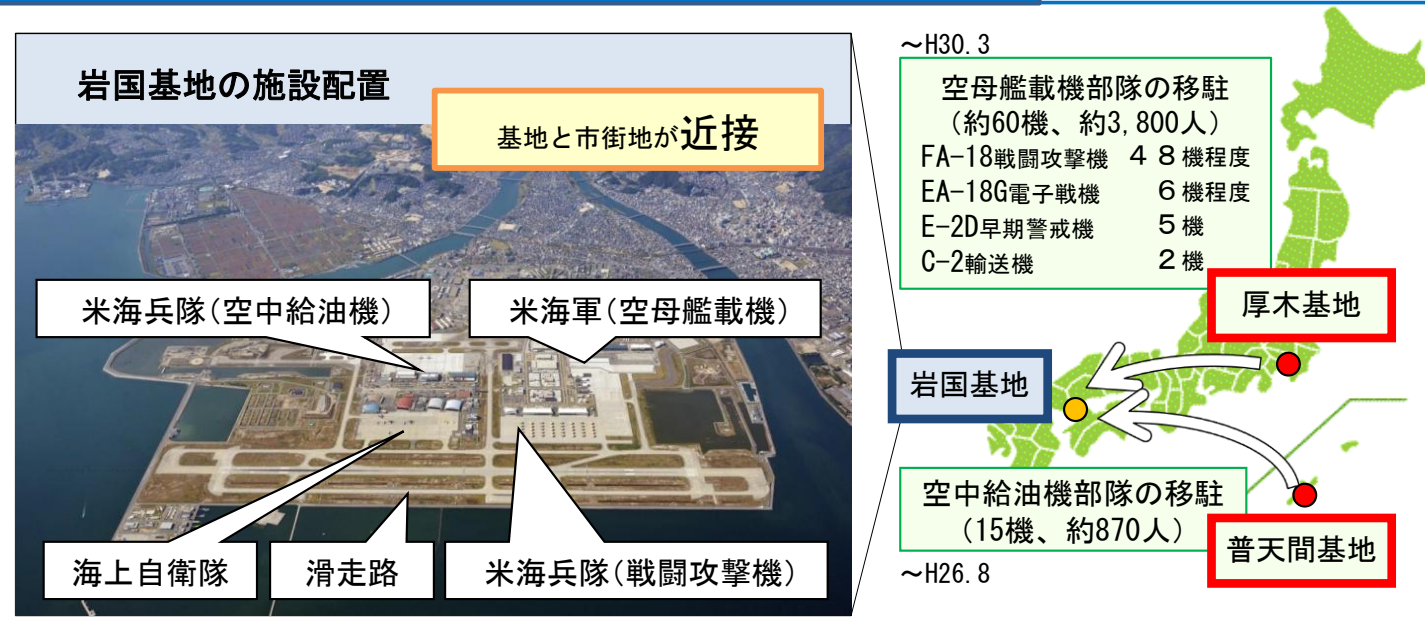 岩国基地の施設配置
基地と市街地が近接
米海兵隊(空中給油機)
米海軍(空母艦載機)
海上自衛隊
滑走路
米海兵隊(戦闘攻撃機)
～H30.3
空母艦載機部隊の移駐
(約60機、約3,800人)
FA-18戦闘攻撃機 ４８機程度
EA-18G電子戦機 ６機程度
E-2D早期警戒機 ５機
C-2輸送機 ２機
厚木基地
岩国基地
空中給油機部隊の移駐
(15機、約870人)
普天間基地
～H26.8